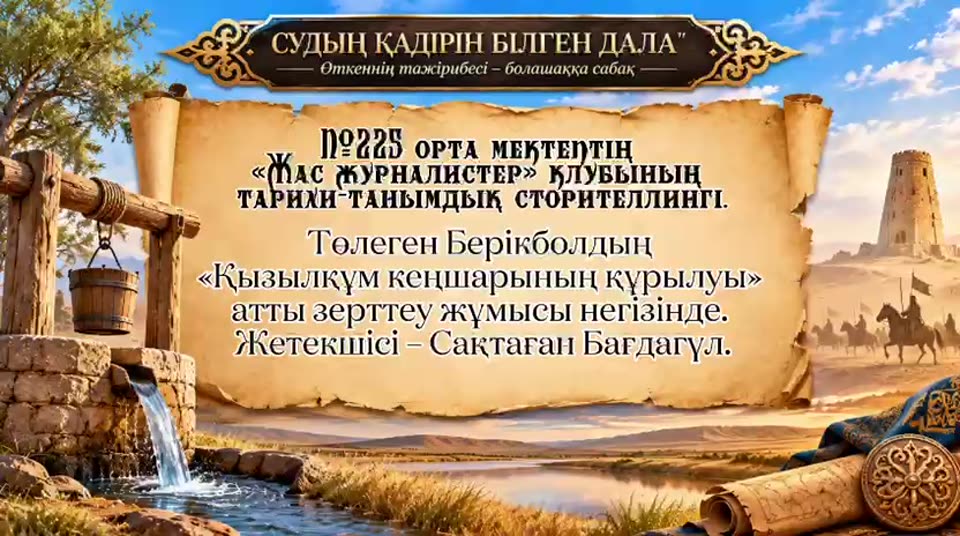 СУДЫҢ ҚАДІРІН БІЛГЕН ДАЛА"
Өткеннің тәжірибесі – болашаққа сабақ
№225 орта мектептің
«Жас журналистер» клубының
тарихи-танымдық сторителлингі.
Төлеген Берікболдың
«Қызылқұм кеңшарының құрылуы»
атты зерттеу жұмысы негізінде.
Жетекшісі – Сақтаған Бағдагүл.